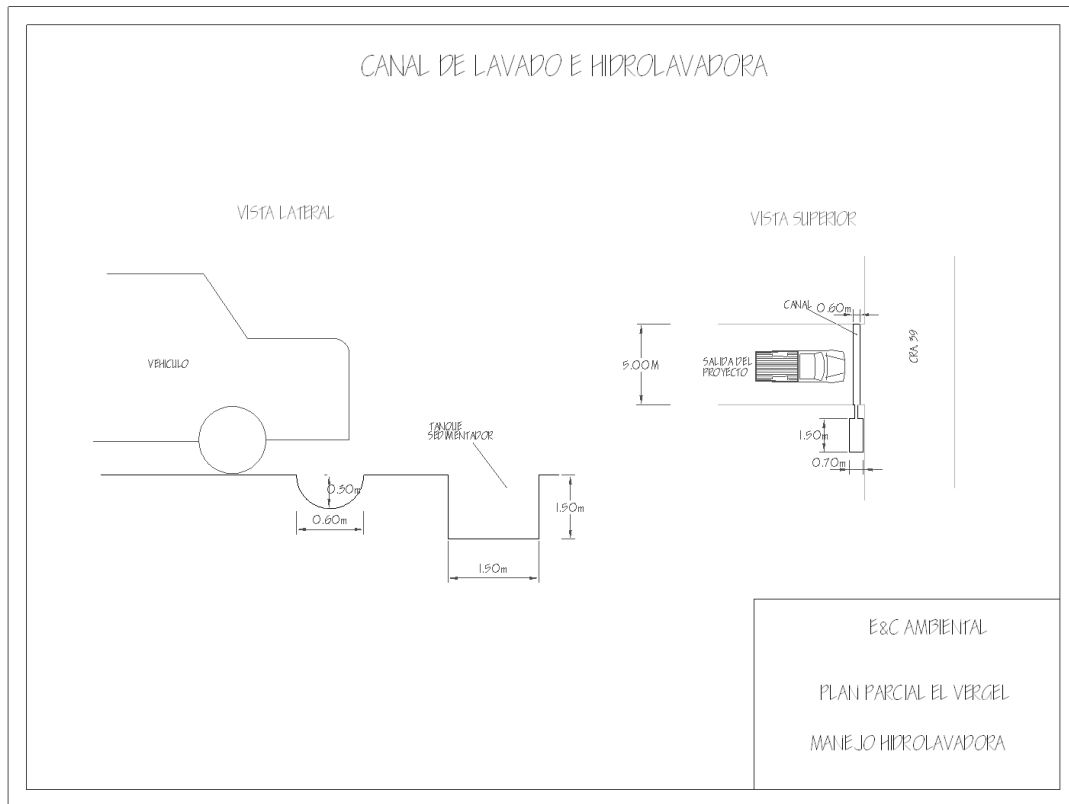 CANAL DE LAVADO E HIDROLAVADORA
VISTA LATERAL
VISTA SUPERIOR
CANAL
0.60m
CRA. 39
VEHICULO
5.00M
SALIDA DEL
PROYECTO
TANQUE
SEDIMENTADOR
1.50m
0.70m
0.30m
0.60m
1.50m
1.50m
E&C AMBIENTAL
PLAN PARCIAL EL VERGEL
MANEJO HIDROLAVADORA